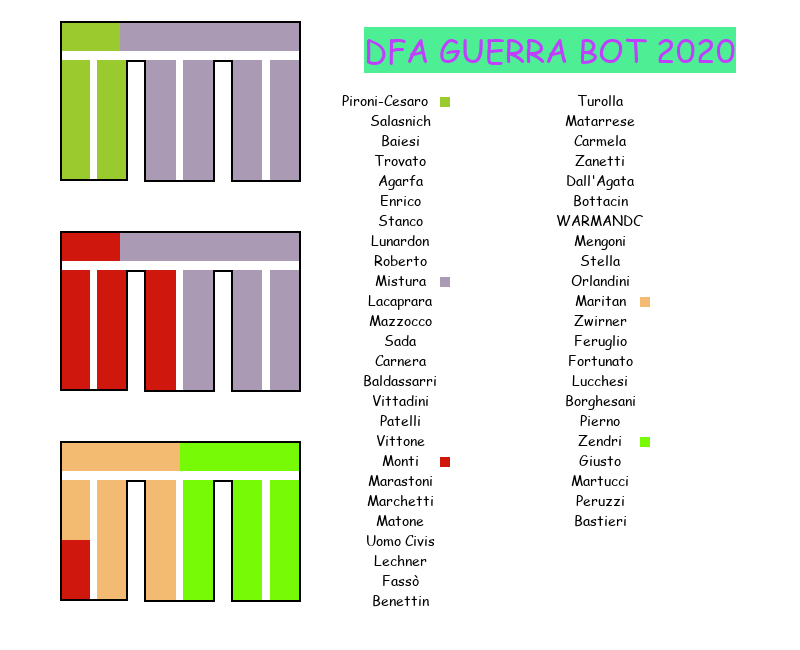 DFA GUERRA BOT 2020
Pironi-Cesaro
Salasnich
Baiesi
Trovato
Agarfa
Enrico
Stanco
Lunardon
Roberto
Mistura
Lacaprara
Mazzocco
Sada
Carnera
Baldassarri
Vittadini
Patelli
Vittone
Monti
Marastoni
Marchetti
Matone
Uomo Civis
Lechner
Fassò
Benettin
Turolla
Matarrese
Carmela
Zanetti
Dall'Agata
Bottacin
WARMANDC
Mengoni
Stella
Orlandini
Maritan
Zwirner
Feruglio
Fortunato
Lucchesi
Borghesani
Pierno
Zendri
Giusto
Martucci
Peruzzi
Bastieri